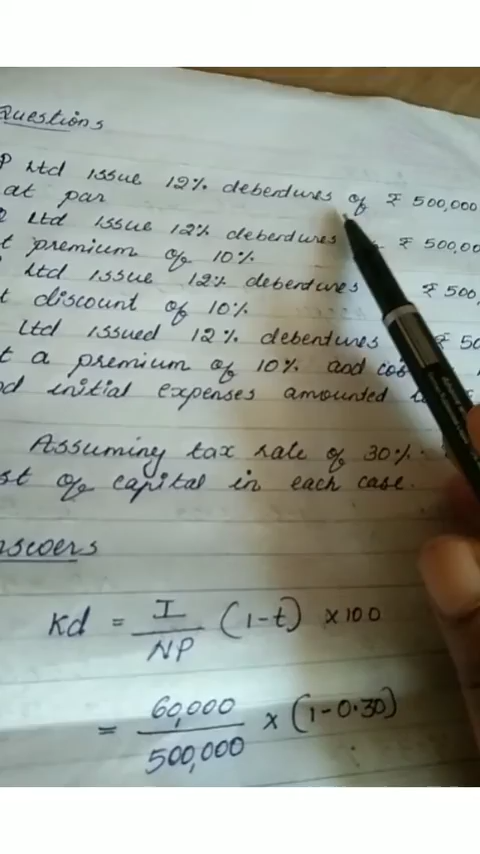 Questions
P Ltd issue 12% debentures of ₹ 500,000
at par
Ltd issue 12% debentures ₹ 500,00
t premium of 10%
Ltd issue 12% debentures ₹ 500,
t discount of 10%
Ltd issued 12% debentures ₹ 50
t a premium of 10% and
initial expenses amounted
Assuming tax rate of 30%.
st of capital in each case.
nswers
Kd = I/NP (1-t) ×100
= 60,000/500,000 × (1-0.30)